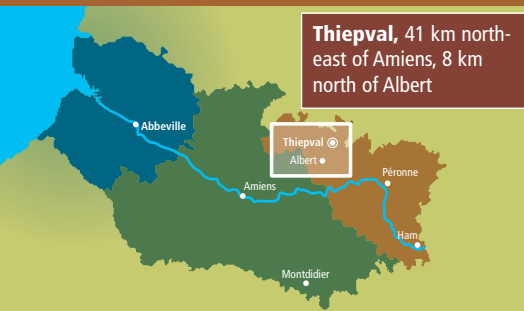 Thiepval, 41 km north-
east of Amiens, 8 km
north of Albert
Abbeville
Thiepval
Albert
Péronne
Amiens
Ham
Montdidier